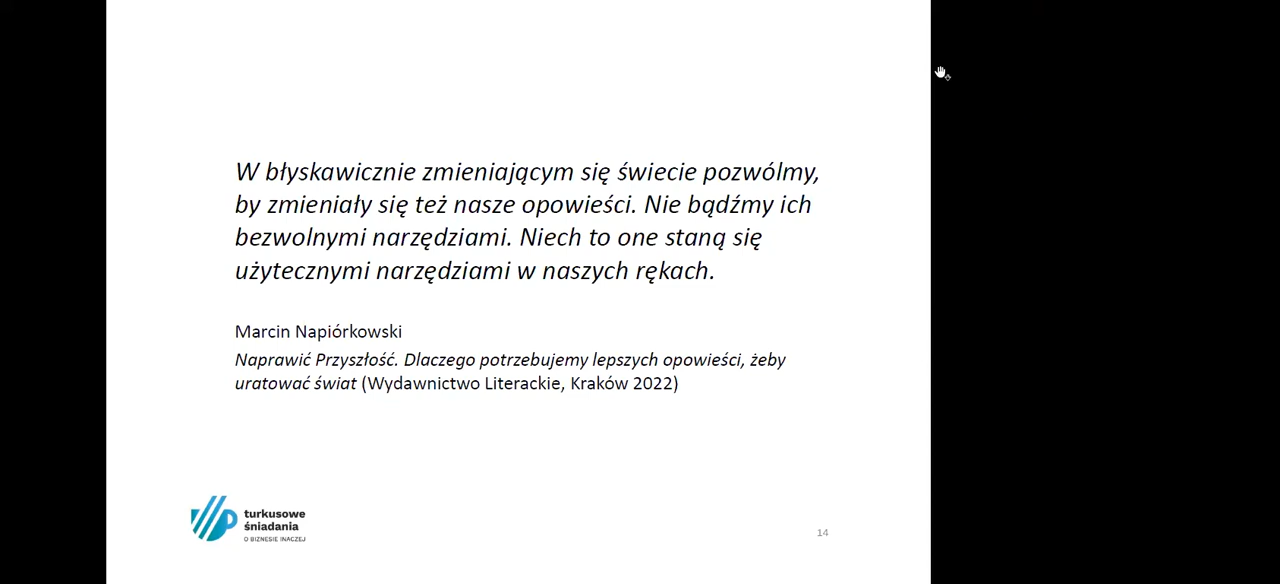 W błyskawicznie zmieniającym się świecie pozwólmy,
by zmieniały się też nasze opowieści. Nie bądźmy ich
bezwolnymi narzędziami. Niech to one staną się
użytecznymi narzędziami w naszych rękach.
Marcin Napiórkowski
Naprawić Przyszłość. Dlaczego potrzebujemy lepszych opowieści, żeby
uratować świat (Wydawnictwo Literackie, Kraków 2022)
turkusowe
śniadania
O BIZNESIE INACZEJ
14